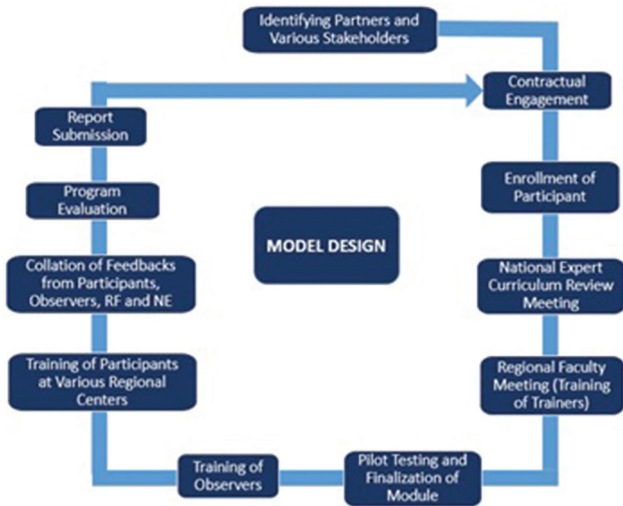 Identifying Partners and
Various Stakeholders
Contractual
Engagement
Enrollment of
Participant
National Expert
Curriculum Review
Meeting
Regional Faculty
Meeting (Training
of Trainers)
Pilot Testing and
Finalization of
Module
Training of
Observers
Training of Participants
at Various Regional
Centers
Collation of Feedbacks
from Participants,
Observers, RF and NE
Program
Evaluation
Report
Submission
MODEL DESIGN